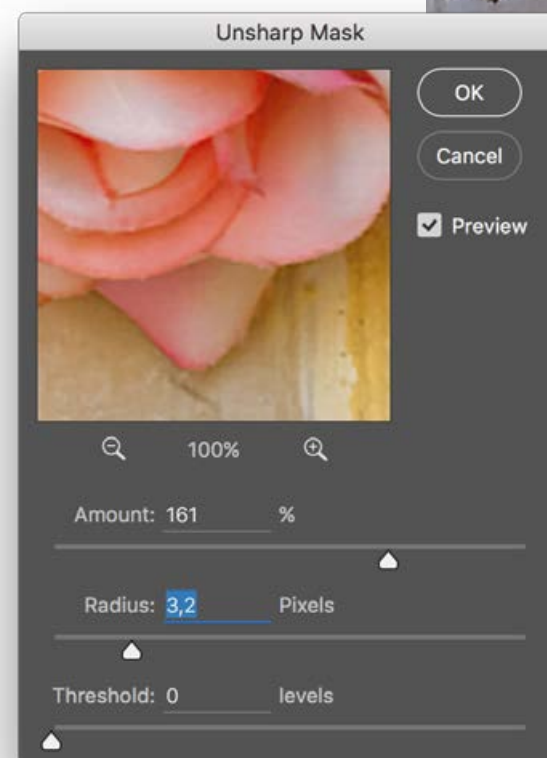 Unsharp Mask
OK
Cancel
Preview
100%
Amount: 161 %
Radius: 3,2 Pixels
Threshold: 0 levels